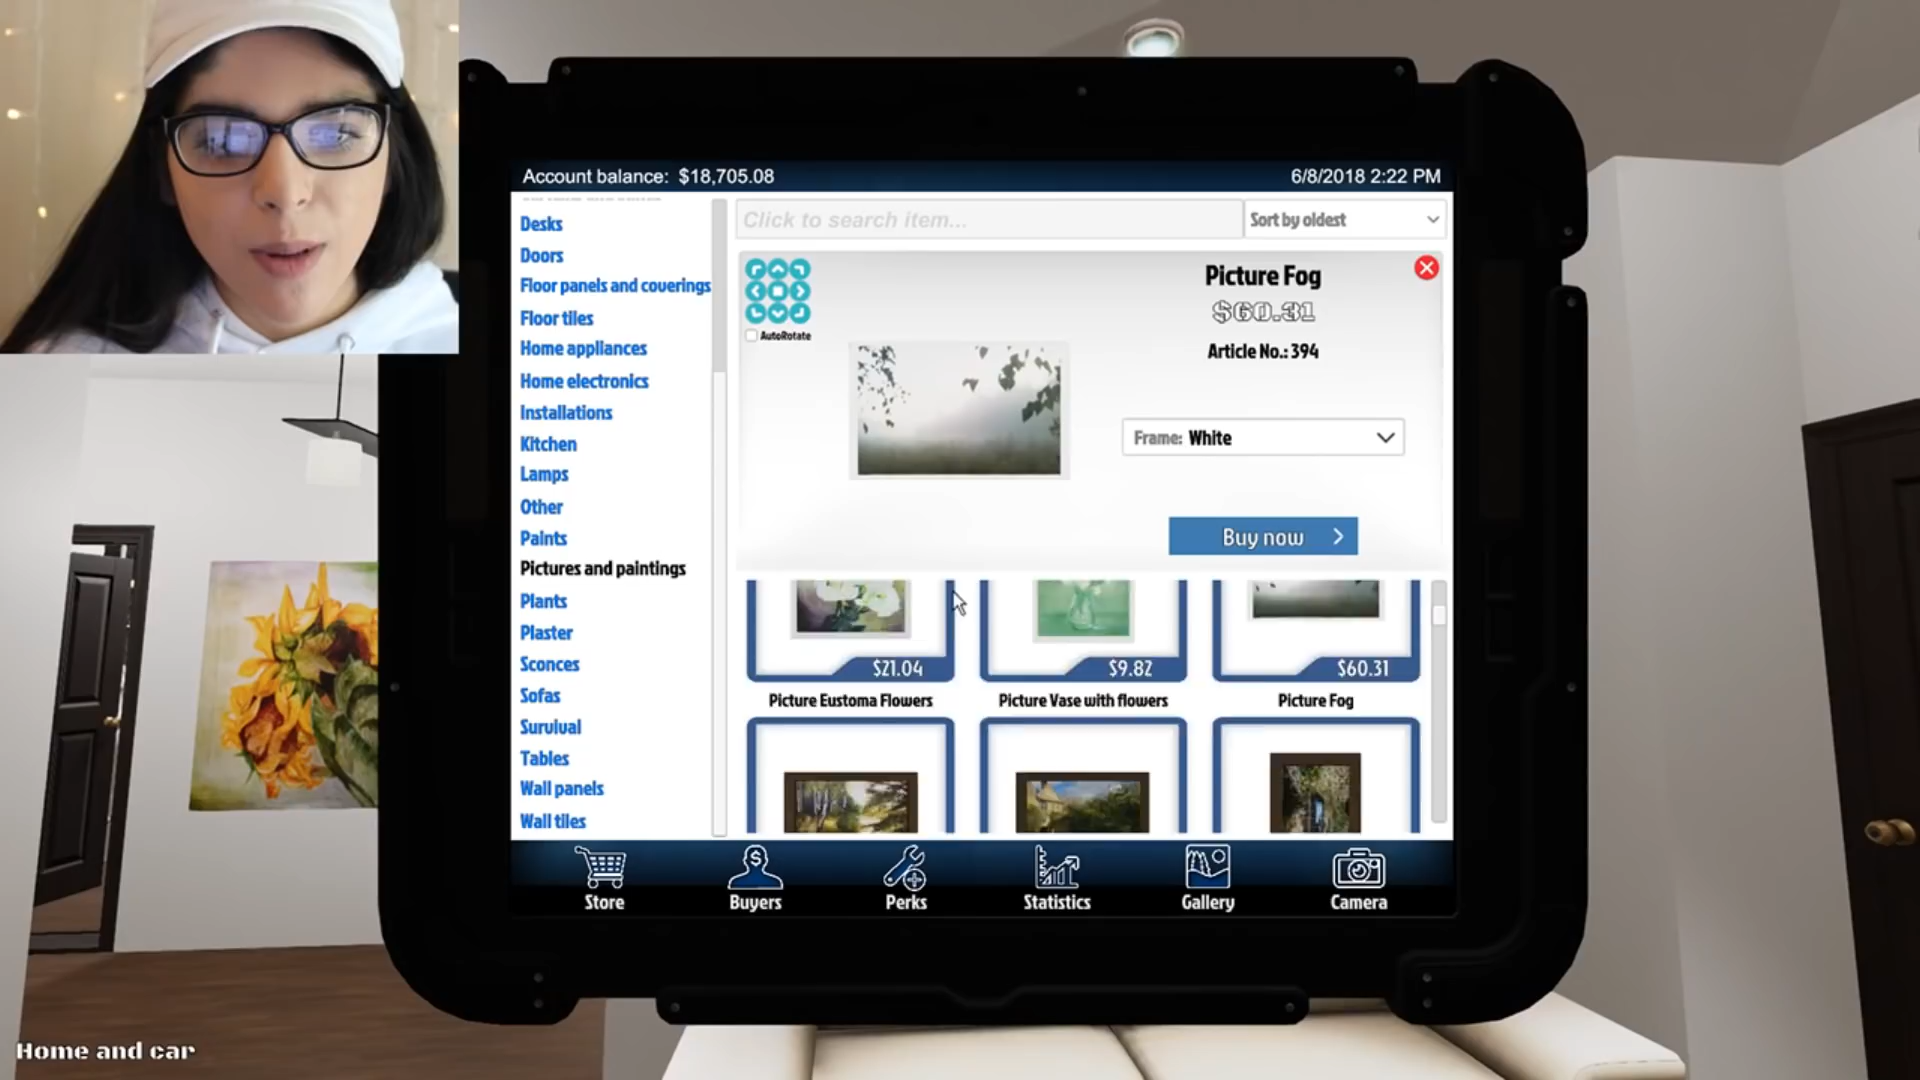 Account balance: $18,705.08
6/8/2018 2:22 PM
Desks
Doors
Floor panels and coverings
Floor tiles
Home appliances
Home electronics
Installations
Kitchen
Lamps
Other
Paints
Pictures and paintings
Plants
Plaster
Sconces
Sofas
Survival
Tables
Wall panels
Wall tiles
Click to search item...
Sort by oldest
AutoRotate
Picture Fog
$60.31
Article No.: 394
Frame: White
Buy now
$21.04
$9.82
$60.31
Picture Eustoma Flowers
Picture Vase with flowers
Picture Fog
Store
Buyers
Perks
Statistics
Gallery
Camera
Home and car